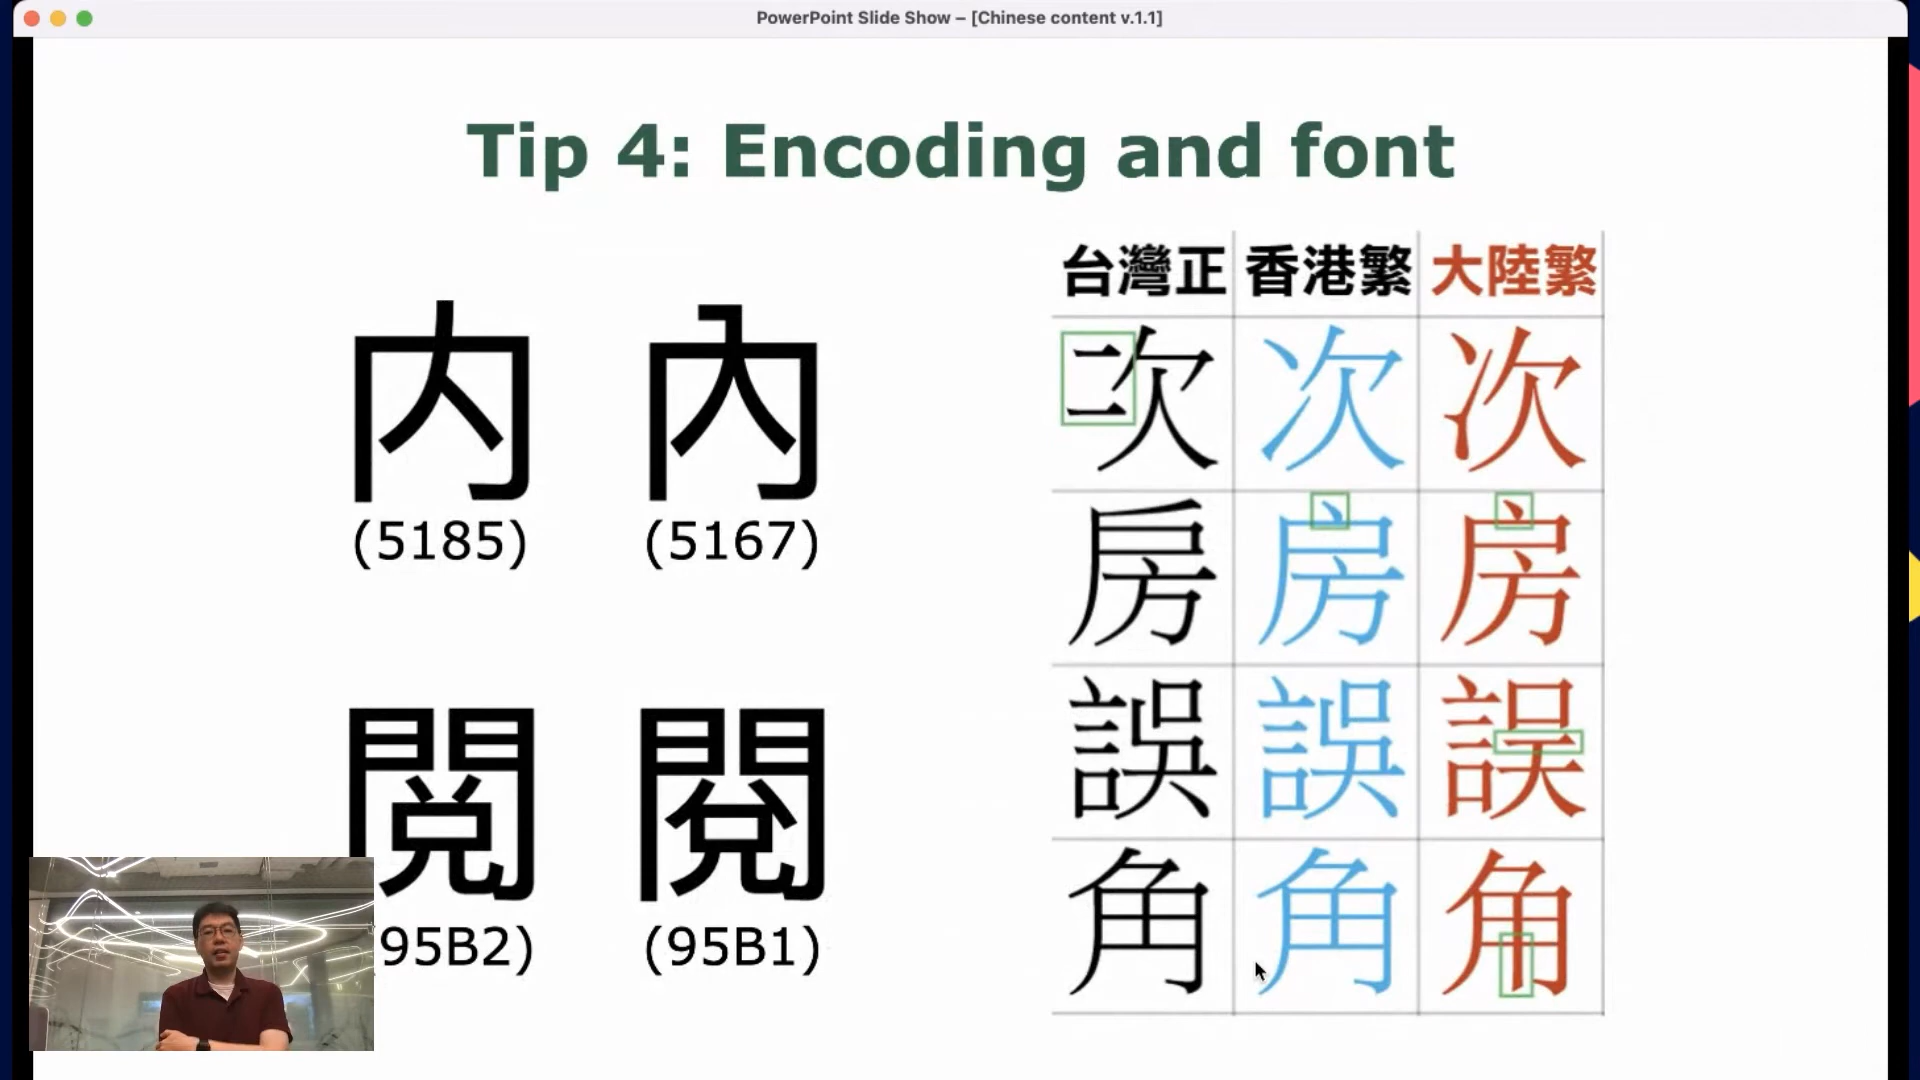 PowerPoint Slide Show – [Chinese content v.1.1]
Tip 4: Encoding and font
内 內
(5185) (5167)
閲 閱
95B2) (95B1)
台灣正 香港繁 大陸繁
次 次 次
房 房 房
誤 誤 誤
角 角 角